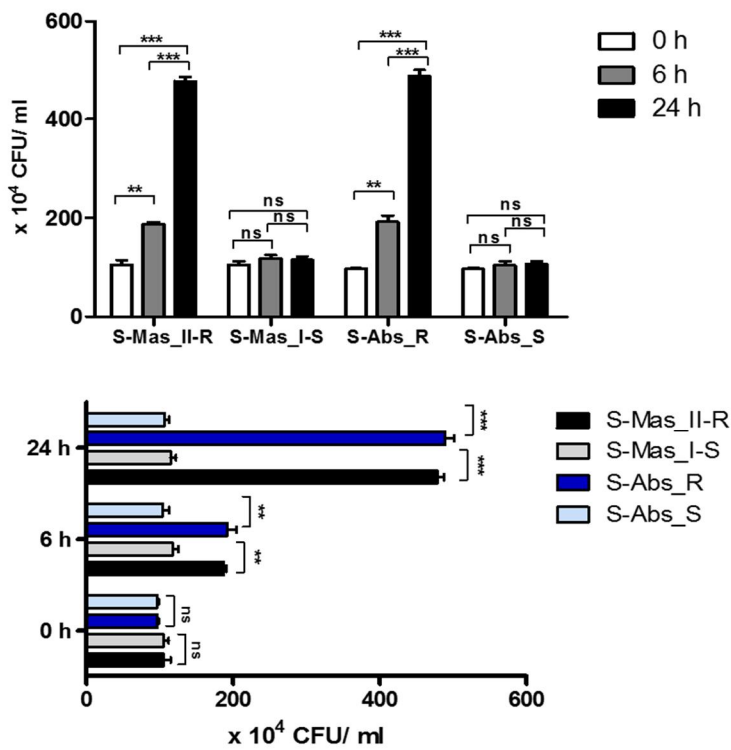 600
400
200
0
x 10⁴ CFU/ ml
*** *** **
ns ns ns
*** *** **
ns ns ns
S-Mas_II-R S-Mas_I-S S-Abs_R S-Abs_S
0 h
6 h
24 h
24 h
6 h
0 h
***
***
**
**
ns
ns
0 200 400 600
x 10⁴ CFU/ ml
S-Mas_II-R
S-Mas_I-S
S-Abs_R
S-Abs_S